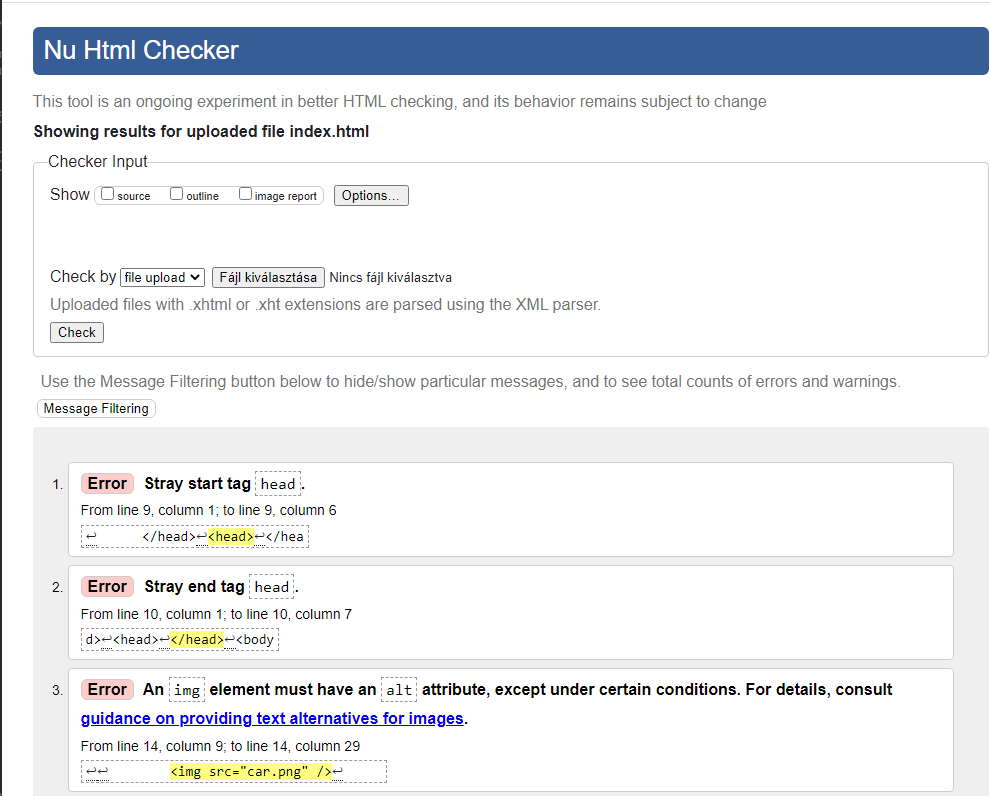 Nu Html Checker
This tool is an ongoing experiment in better HTML checking, and its behavior remains subject to change
Showing results for uploaded file index.html
Checker Input
Show source outline image report Options...
Check by file upload Fájl kiválasztása Nincs fájl kiválasztva
Uploaded files with .xhtml or .xht extensions are parsed using the XML parser.
Check
Use the Message Filtering button below to hide/show particular messages, and to see total counts of errors and warnings.
Message Filtering
1. Error Stray start tag head.
From line 9, column 1; to line 9, column 6
↩ </head>↩<head>↩</hea
2. Error Stray end tag head.
From line 10, column 1; to line 10, column 7
d>↩<head>↩</head>↩<body
3. Error An img element must have an alt attribute, except under certain conditions. For details, consult
guidance on providing text alternatives for images.
From line 14, column 9; to line 14, column 29
↩↩ <img src="car.png" />↩